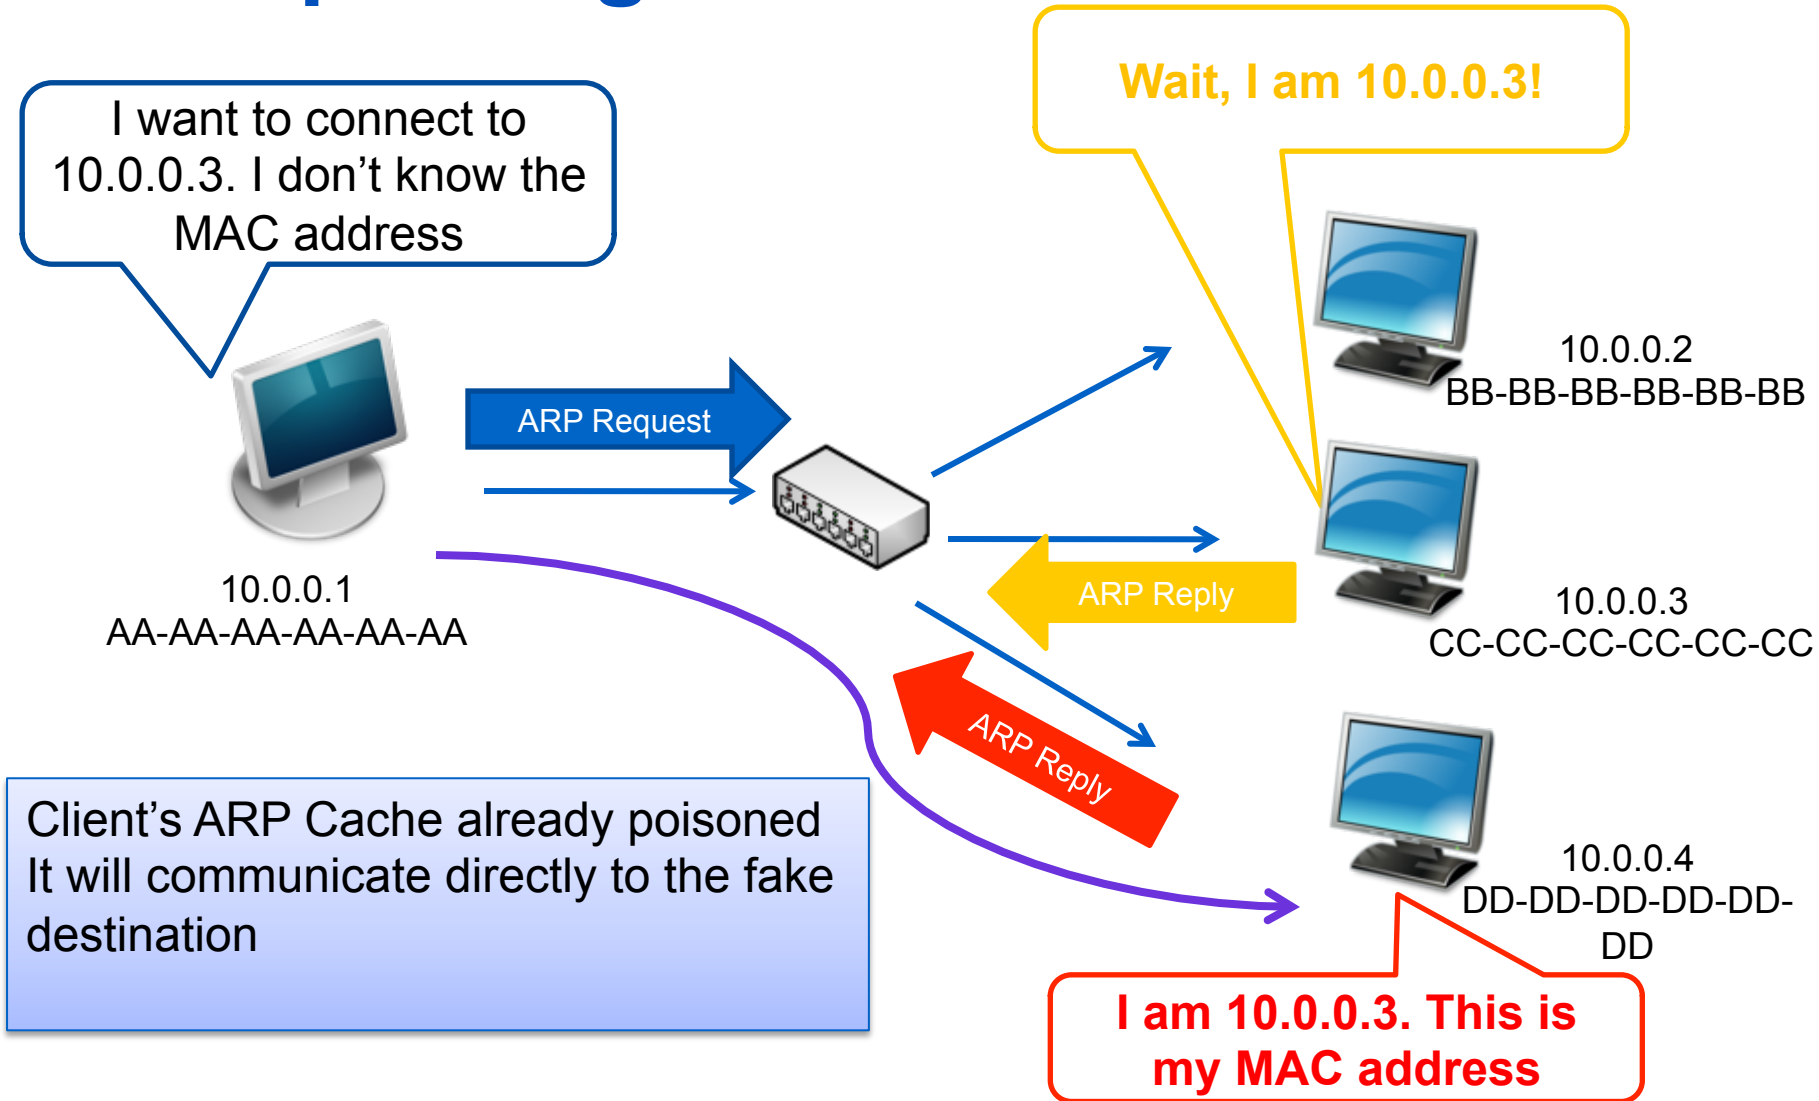 I want to connect to
10.0.0.3. I don’t know the
MAC address
Wait, I am 10.0.0.3!
10.0.0.2
BB-BB-BB-BB-BB-BB
ARP Request
10.0.0.1
AA-AA-AA-AA-AA-AA
ARP Reply
10.0.0.3
CC-CC-CC-CC-CC-CC
ARP Reply
Client’s ARP Cache already poisoned
It will communicate directly to the fake
destination
10.0.0.4
DD-DD-DD-DD-DD-
DD
I am 10.0.0.3. This is
my MAC address